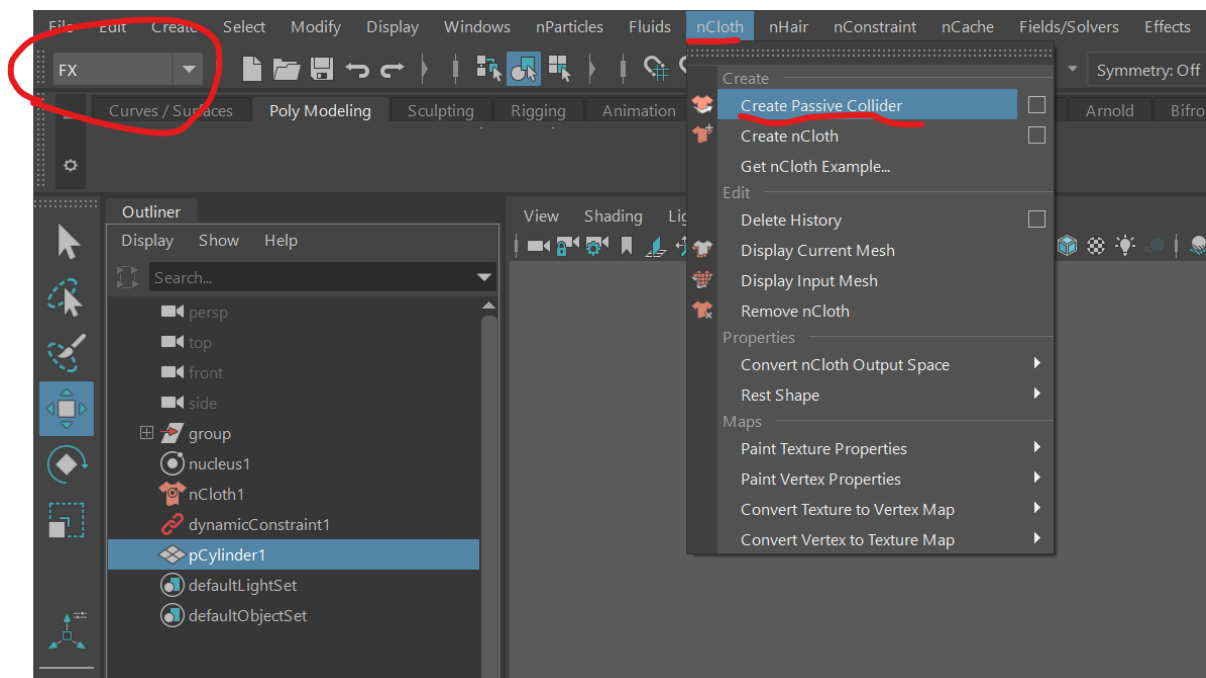 File Edit Create Select Modify Display Windows nParticles Fluids nCloth nHair nConstraint nCache Fields/Solvers Effects
FX
Symmetry: Off
Curves / Surfaces Poly Modeling Sculpting Rigging Animation Arnold
Create
Create Passive Collider
Create nCloth
Get nCloth Example...
Edit
Delete History
Display Current Mesh
Display Input Mesh
Remove nCloth
Properties
Convert nCloth Output Space
Rest Shape
Maps
Paint Texture Properties
Paint Vertex Properties
Convert Texture to Vertex Map
Convert Vertex to Texture Map
Outliner
Display Show Help
Search...
persp
top
front
side
group
nucleus1
nCloth1
dynamicConstraint1
pCylinder1
defaultLightSet
defaultObjectSet
View Shading